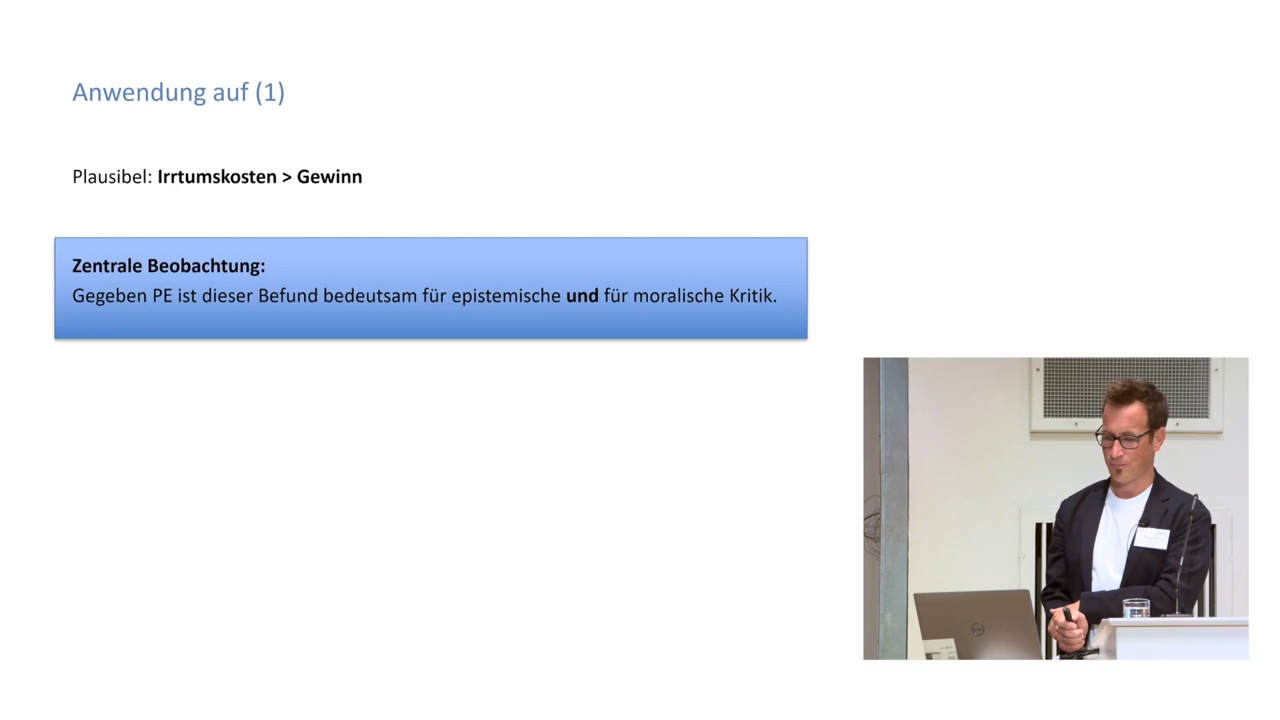 Anwendung auf (1)
Plausibel: Irrtumskosten > Gewinn
Zentrale Beobachtung:
Gegeben PE ist dieser Befund bedeutsam für epistemische und für moralische Kritik.
DELL